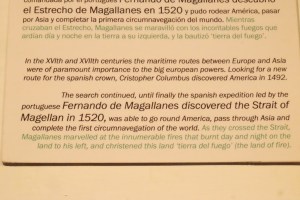 Fernando de Magallanes descubrió
el Estrecho de Magallanes en 1520 y pudo rodear América, pasar
por Asia y completar la primera circunnavegación del mundo. Mientras
cruzaban el Estrecho, Magallanes se maravilló con los incontables fuegos que
ardían día y noche en la tierra a su izquierda, y la bautizó "tierra del fuego".
In the XVIth and XVIIth centuries the maritime routes between Europe and Asia
were of paramount importance to the big european powers. Looking for a new
route for the spanish crown, Cristopher Columbus discovered America in 1492.
The search continued, until finally the spanish expedition led by the
portuguese Fernando de Magallanes discovered the Strait of
Magellan in 1520, was able to go round America, pass through Asia and
complete the first circumnavegation of the world. As they crossed the Strait,
Magallanes marvelled at the innumerable fires that burnt day and night on the
land to his left, and christened this land 'tierra del fuego' (the land of fire).